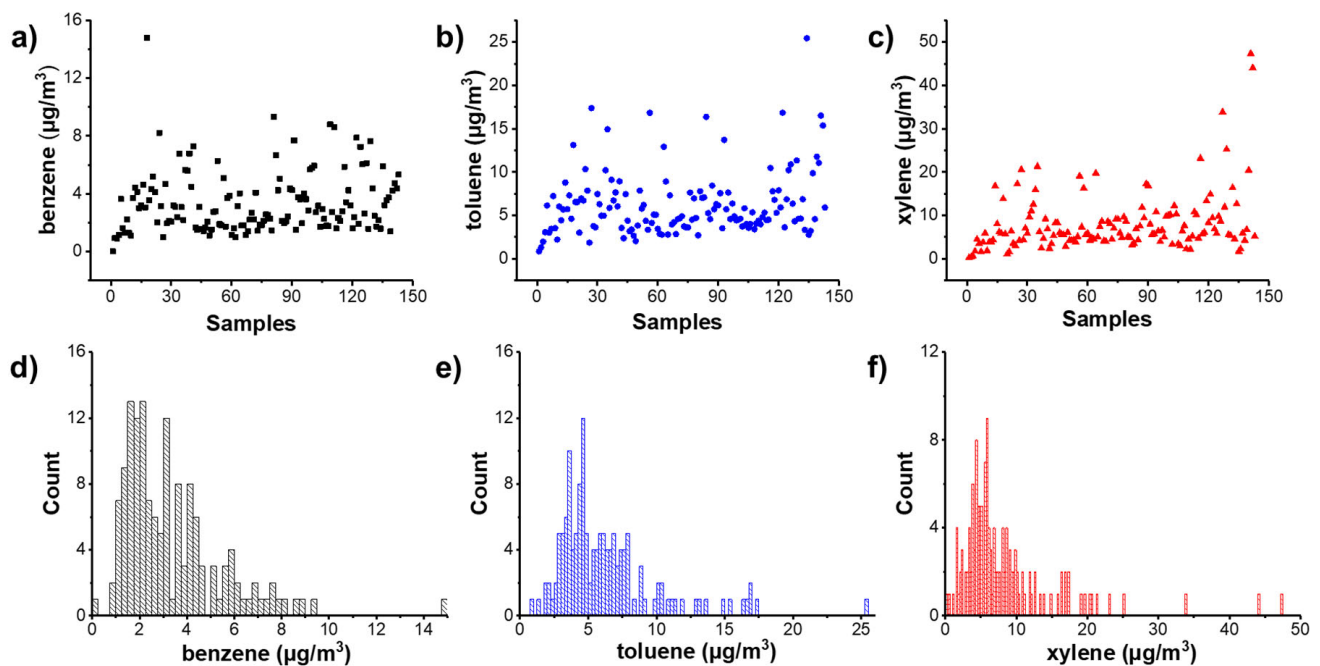 a)
benzene (µg/m³)
16
12
8
4
0
0 30 60 90 120 150
Samples
b)
toluene (µg/m³)
25
20
15
10
5
0
0 30 60 90 120 150
Samples
c)
xylene (µg/m³)
50
40
30
20
10
0
0 30 60 90 120 150
Samples
d)
Count
16
12
8
4
0
0 2 4 6 8 10 12 14
benzene (µg/m³)
e)
Count
16
12
8
4
0
0 5 10 15 20 25
toluene (µg/m³)
f)
Count
12
8
4
0
0 10 20 30 40 50
xylene (µg/m³)